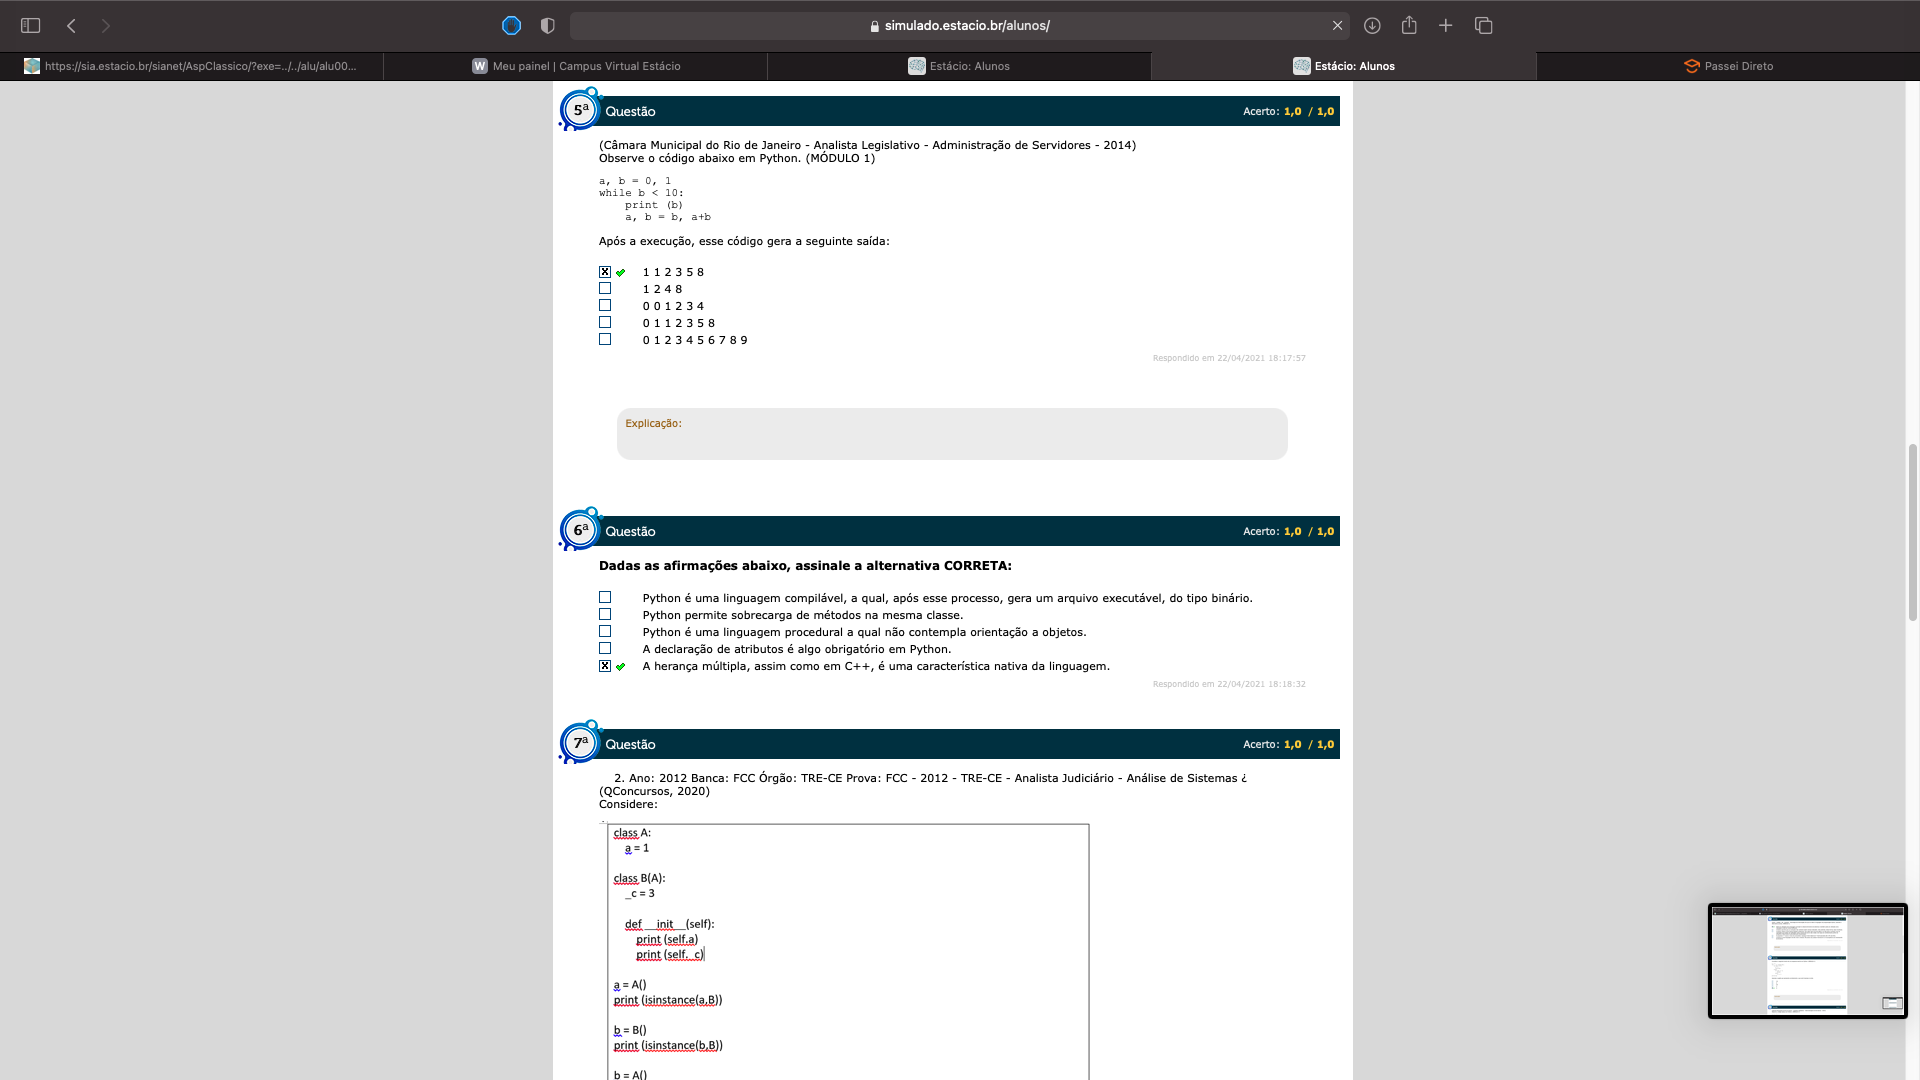 simulado.estacio.br/alunos/
https://sia.estacio.br/sianet/AspClassico/?exe=../../alu/alu00...
W Meu painel | Campus Virtual Estácio
Estácio: Alunos
Estácio: Alunos
Passei Direto
5ª Questão
Acerto: 1,0 / 1,0
(Câmara Municipal do Rio de Janeiro - Analista Legislativo - Administração de Servidores - 2014)
Observe o código abaixo em Python. (MÓDULO 1)
a, b = 0, 1
while b < 10:
print (b)
a, b = b, a+b
Após a execução, esse código gera a seguinte saída:
X 1 1 2 3 5 8
1 2 4 8
0 0 1 2 3 4
0 1 1 2 3 5 8
0 1 2 3 4 5 6 7 8 9
Respondido em 22/04/2021 18:17:57
Explicação:
6ª Questão
Acerto: 1,0 / 1,0
Dadas as afirmações abaixo, assinale a alternativa CORRETA:
Python é uma linguagem compilável, a qual, após esse processo, gera um arquivo executável, do tipo binário.
Python permite sobrecarga de métodos na mesma classe.
Python é uma linguagem procedural a qual não contempla orientação a objetos.
A declaração de atributos é algo obrigatório em Python.
X A herança múltipla, assim como em C++, é uma característica nativa da linguagem.
Respondido em 22/04/2021 18:18:32
7ª Questão
Acerto: 1,0 / 1,0
2. Ano: 2012 Banca: FCC Órgão: TRE-CE Prova: FCC - 2012 - TRE-CE - Analista Judiciário - Análise de Sistemas ¿
(QConcursos, 2020)
Considere:
class A:
a = 1
class B(A):
_c = 3
def __init__(self):
print (self.a)
print (self._c)
a = A()
print (isinstance(a,B))
b = B()
print (isinstance(b,B))
b = A()